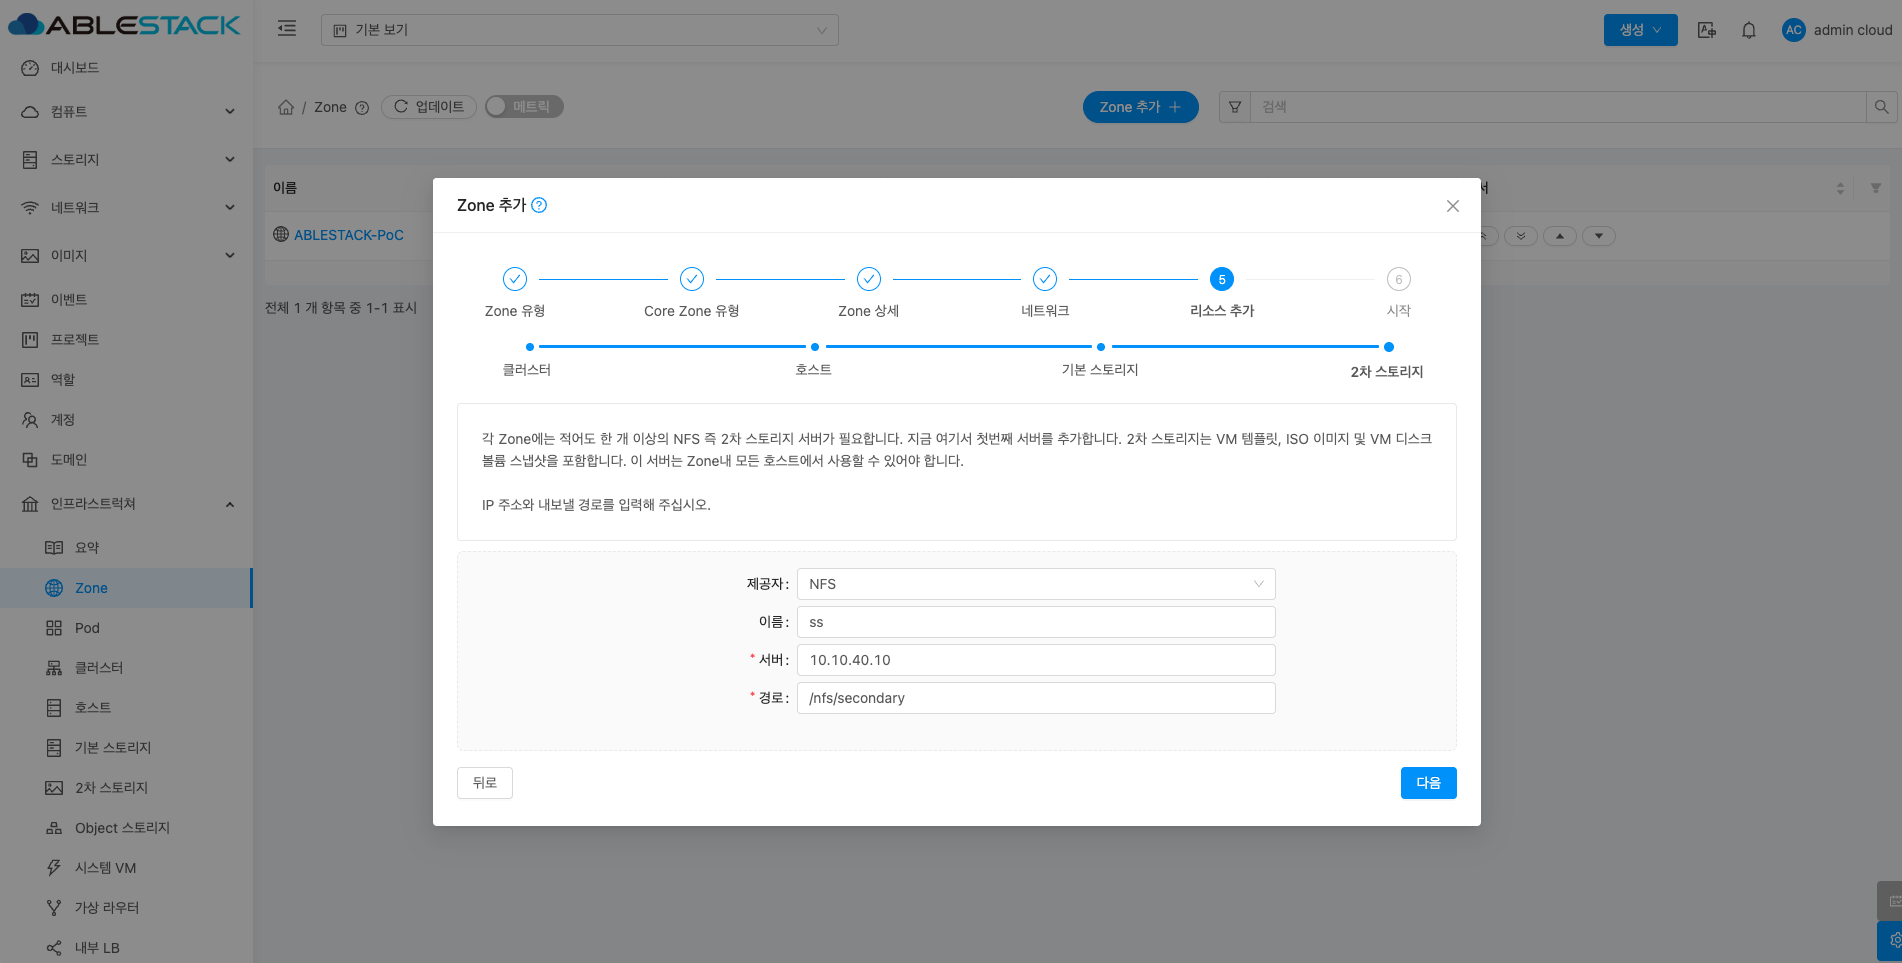 ABLESTACK
기본 보기
생성
AC
admin cloud
대시보드
컴퓨트
스토리지
네트워크
이미지
이벤트
프로젝트
역할
계정
도메인
인프라스트럭쳐
요약
Zone
Pod
클러스터
호스트
기본 스토리지
2차 스토리지
Object 스토리지
시스템 VM
가상 라우터
내부 LB
/ Zone
업데이트
메트릭
Zone 추가
검색
이름
서
ABLESTACK-PoC
전체 1 개 항목 중 1-1 표시
Zone 추가
Zone 유형
Core Zone 유형
Zone 상세
네트워크
5
리소스 추가
6
시작
클러스터
호스트
기본 스토리지
2차 스토리지
각 Zone에는 적어도 한 개 이상의 NFS 즉 2차 스토리지 서버가 필요합니다. 지금 여기서 첫번째 서버를 추가합니다. 2차 스토리지는 VM 템플릿, ISO 이미지 및 VM 디스크
볼륨 스냅샷을 포함합니다. 이 서버는 Zone내 모든 호스트에서 사용할 수 있어야 합니다.
IP 주소와 내보낼 경로를 입력해 주십시오.
제공자 : NFS
이름 : ss
* 서버 : 10.10.40.10
* 경로 : /nfs/secondary
뒤로
다음